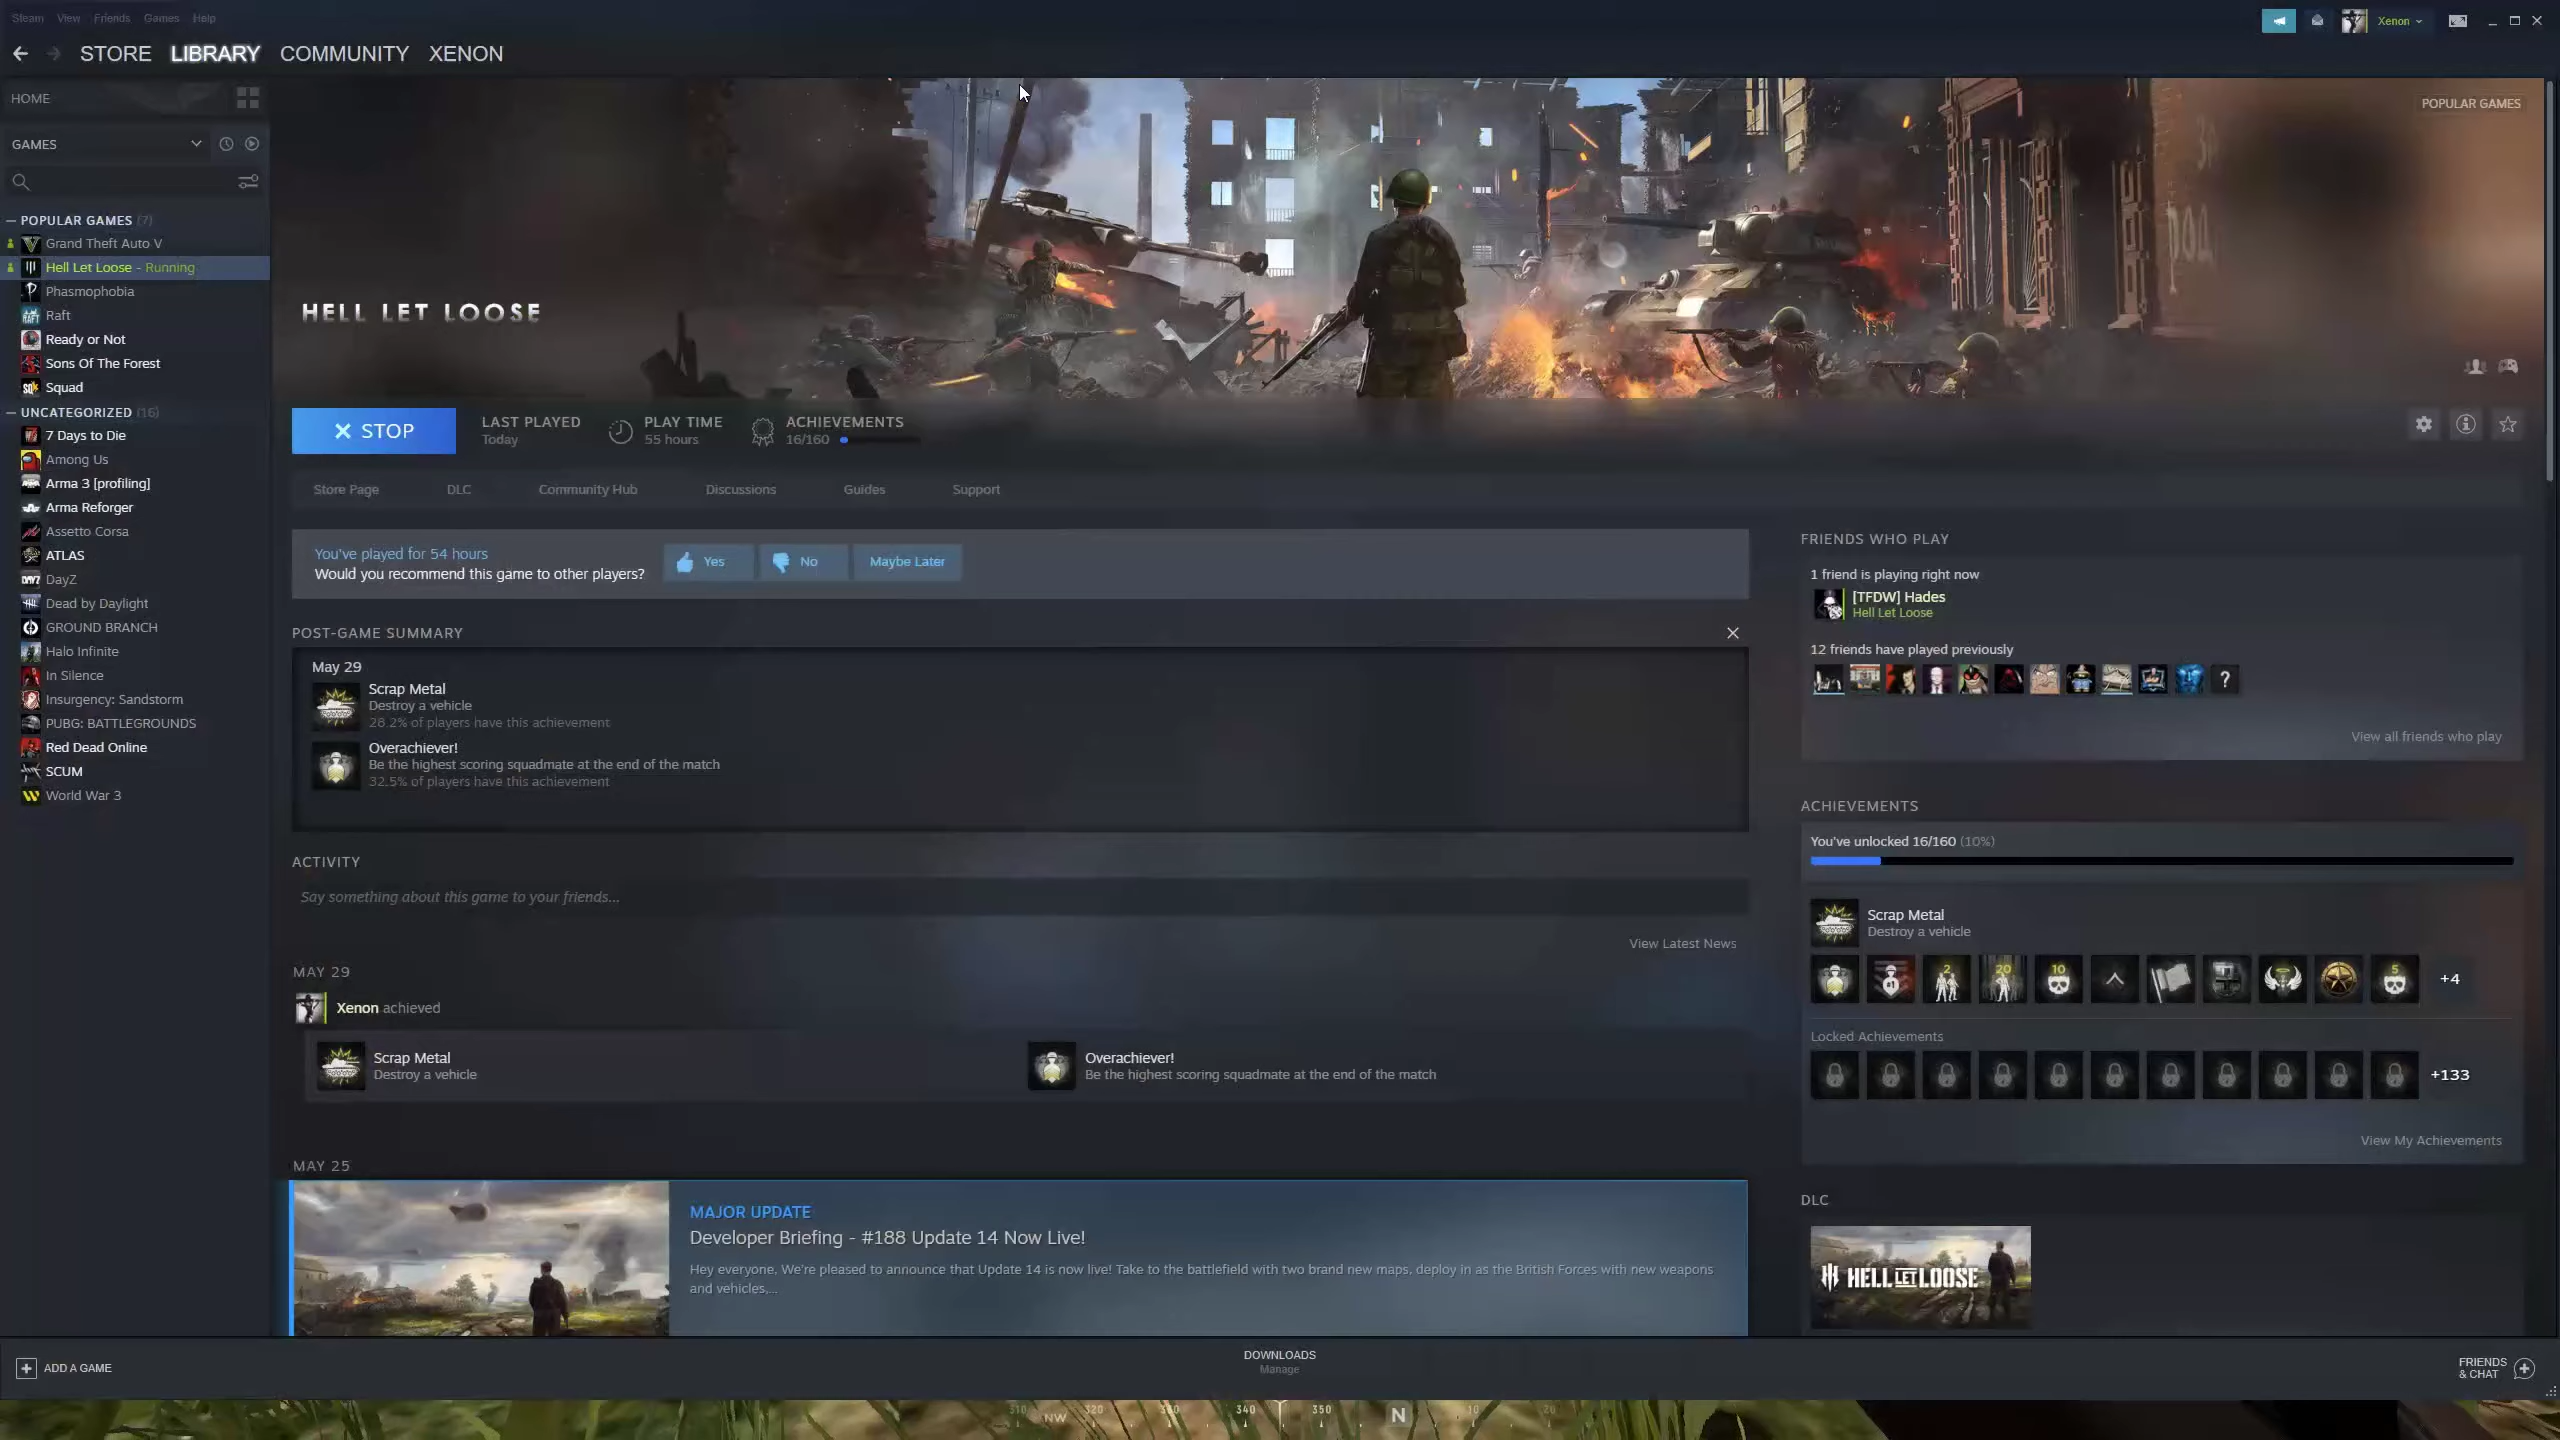 Steam View Friends Games Help
Xenon
STORE LIBRARY COMMUNITY XENON
HOME
GAMES
POPULAR GAMES (7)
Grand Theft Auto V
Hell Let Loose - Running
Phasmophobia
Raft
Ready or Not
Sons Of The Forest
Squad
UNCATEGORIZED (16)
7 Days to Die
Among Us
Arma 3 [profiling]
Arma Reforger
Assetto Corsa
ATLAS
DayZ
Dead by Daylight
GROUND BRANCH
Halo Infinite
In Silence
Insurgency: Sandstorm
PUBG: BATTLEGROUNDS
Red Dead Online
SCUM
World War 3
POPULAR GAMES
HELL LET LOOSE
STOP
LAST PLAYED
Today
PLAY TIME
55 hours
ACHIEVEMENTS
16/160
Store Page DLC Community Hub Discussions Guides Support
You've played for 54 hours
Would you recommend this game to other players?
Yes No Maybe Later
POST-GAME SUMMARY
May 29
Scrap Metal
Destroy a vehicle
28.2% of players have this achievement
Overachiever!
Be the highest scoring squadmate at the end of the match
32.5% of players have this achievement
ACTIVITY
Say something about this game to your friends...
View Latest News
MAY 29
Xenon achieved
Scrap Metal
Destroy a vehicle
Overachiever!
Be the highest scoring squadmate at the end of the match
MAY 25
MAJOR UPDATE
Developer Briefing - #188 Update 14 Now Live!
Hey everyone, We're pleased to announce that Update 14 is now live! Take to the battlefield with two brand new maps, deploy in as the British Forces with new weapons
and vehicles,...
FRIENDS WHO PLAY
1 friend is playing right now
[TFDW] Hades
Hell Let Loose
12 friends have played previously
?
View all friends who play
ACHIEVEMENTS
You've unlocked 16/160 (10%)
Scrap Metal
Destroy a vehicle
2 20 10 5 +4
Locked Achievements
+133
View My Achievements
DLC
HELL LET LOOSE
ADD A GAME
DOWNLOADS
Manage
FRIENDS
& CHAT
NW 320 340 350 N 10 20